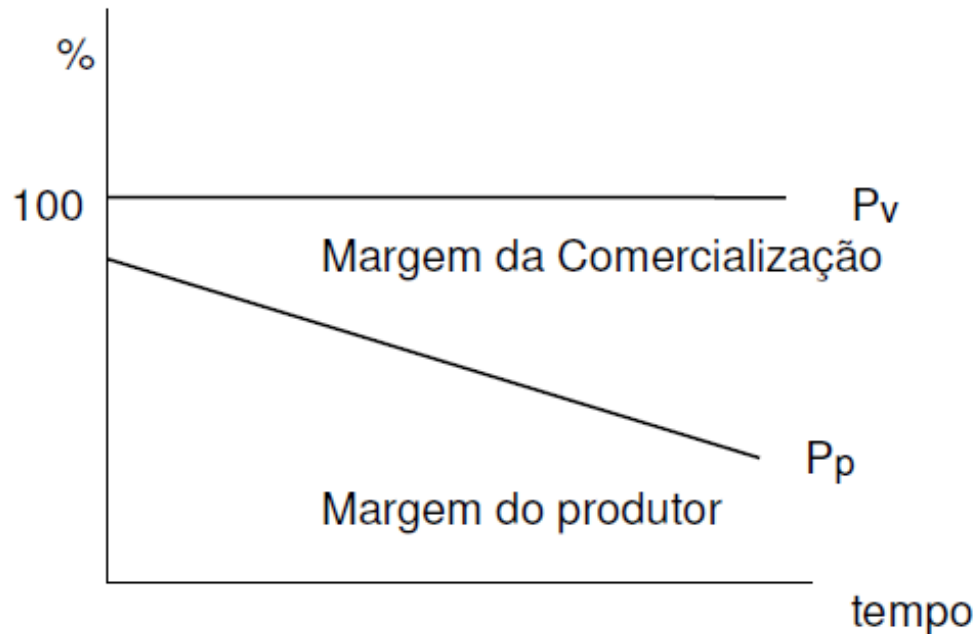 %
100
Pv
Margem da Comercialização
Pp
Margem do produtor
tempo